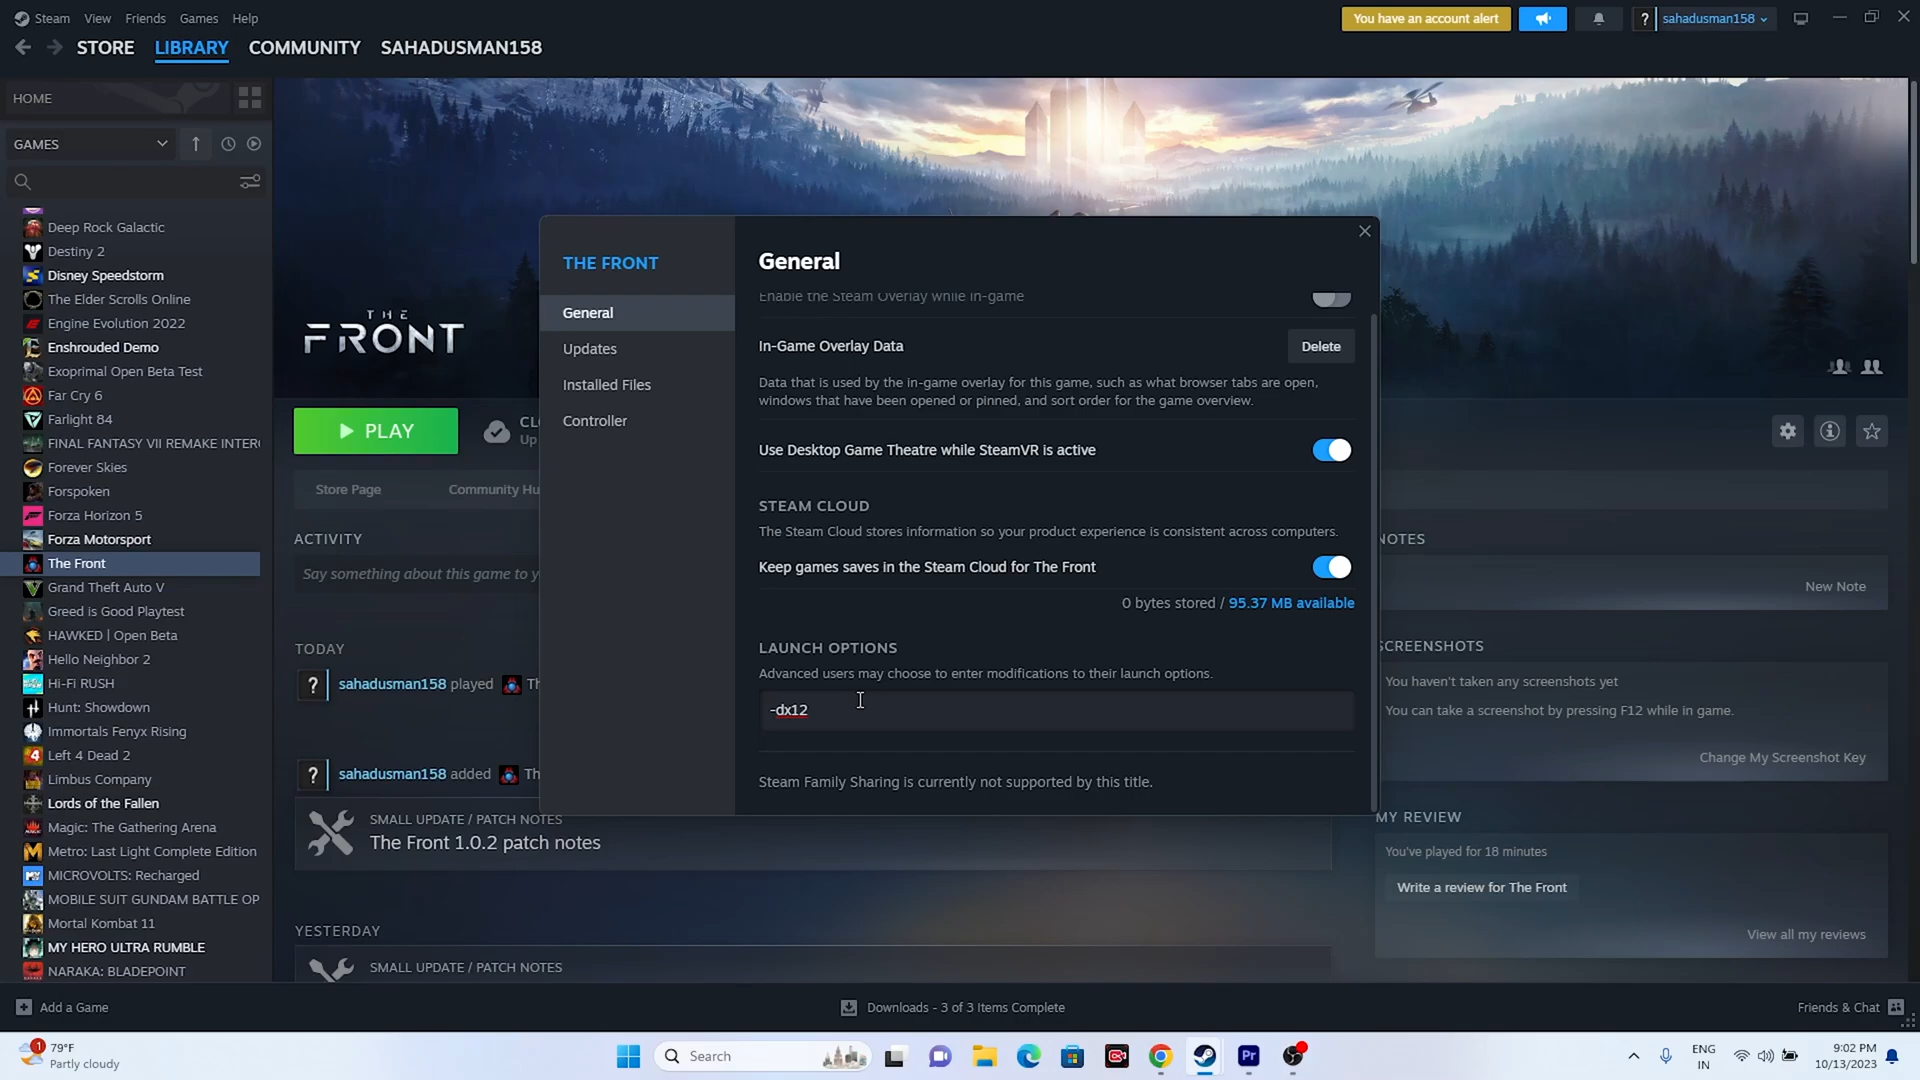 Steam View Friends Games Help
You have an account alert
sahadusman158
STORE LIBRARY COMMUNITY SAHADUSMAN158
HOME
GAMES
Deep Rock Galactic
Destiny 2
Disney Speedstorm
The Elder Scrolls Online
Engine Evolution 2022
Enshrouded Demo
Exoprimal Open Beta Test
Far Cry 6
Farlight 84
FINAL FANTASY VII REMAKE INTER
Forever Skies
Forspoken
Forza Horizon 5
Forza Motorsport
The Front
Grand Theft Auto V
Greed is Good Playtest
HAWKED | Open Beta
Hello Neighbor 2
Hi-Fi RUSH
Hunt: Showdown
Immortals Fenyx Rising
Left 4 Dead 2
Limbus Company
Lords of the Fallen
Magic: The Gathering Arena
Metro: Last Light Complete Edition
MICROVOLTS: Recharged
MOBILE SUIT GUNDAM BATTLE OP
Mortal Kombat 11
MY HERO ULTRA RUMBLE
NARAKA: BLADEPOINT
Add a Game
THE
FRONT
PLAY
CL
Up
Store Page Community Hu
ACTIVITY
Say something about this game to y
TODAY
? sahadusman158 played Th
? sahadusman158 added Th
SMALL UPDATE / PATCH NOTES
The Front 1.0.2 patch notes
YESTERDAY
SMALL UPDATE / PATCH NOTES
THE FRONT
General
Updates
Installed Files
Controller
General
Enable the Steam Overlay while in-game
In-Game Overlay Data
Delete
Data that is used by the in-game overlay for this game, such as what browser tabs are open,
windows that have been opened or pinned, and sort order for the game overview.
Use Desktop Game Theatre while SteamVR is active
STEAM CLOUD
The Steam Cloud stores information so your product experience is consistent across computers.
Keep games saves in the Steam Cloud for The Front
0 bytes stored / 95.37 MB available
LAUNCH OPTIONS
Advanced users may choose to enter modifications to their launch options.
-dx12
Steam Family Sharing is currently not supported by this title.
NOTES
New Note
SCREENSHOTS
You haven't taken any screenshots yet
You can take a screenshot by pressing F12 while in game.
Change My Screenshot Key
MY REVIEW
You've played for 18 minutes
Write a review for The Front
View all my reviews
Downloads - 3 of 3 Items Complete
Friends & Chat
1
79°F
Partly cloudy
Search
Pr
ENG
IN
9:02 PM
10/13/2023